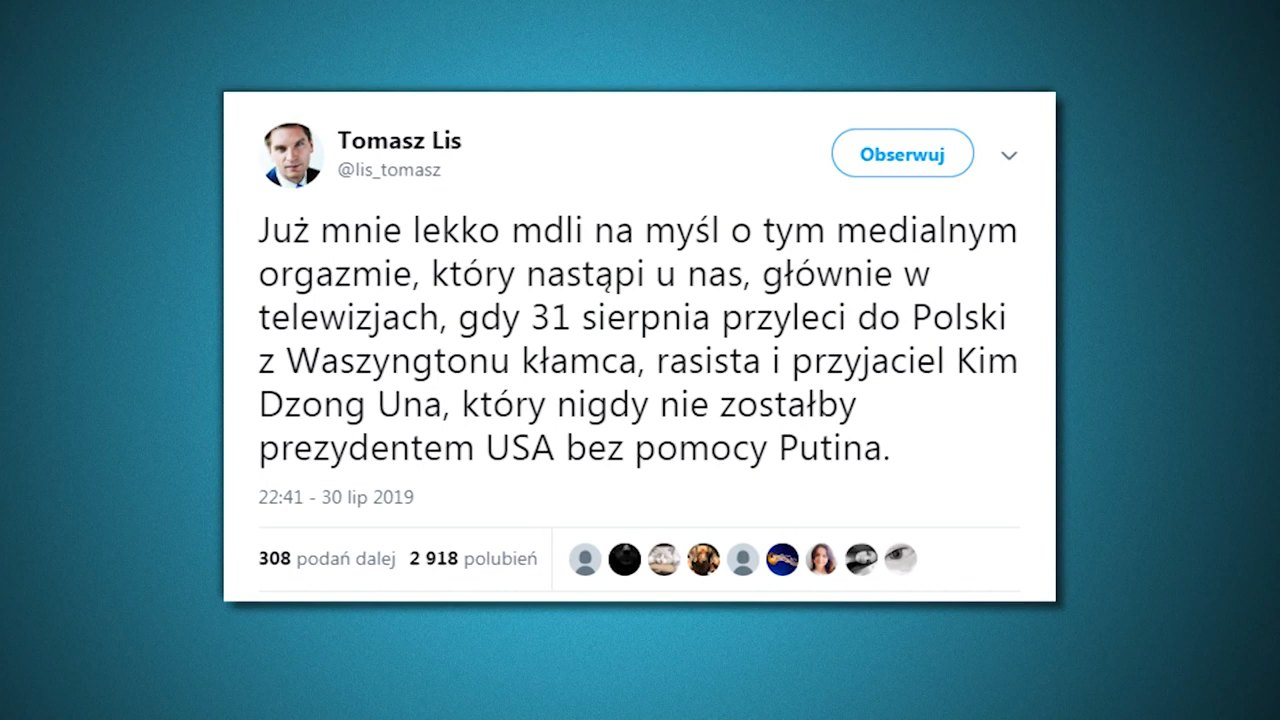 Tomasz Lis
@lis_tomasz
Obserwuj
Już mnie lekko mdli na myśl o tym medialnym
orgazmie, który nastąpi u nas, głównie w
telewizjach, gdy 31 sierpnia przyleci do Polski
z Waszyngtonu kłamca, rasista i przyjaciel Kim
Dzong Una, który nigdy nie zostałby
prezydentem USA bez pomocy Putina.
22:41 - 30 lip 2019
308 podań dalej 2 918 polubień